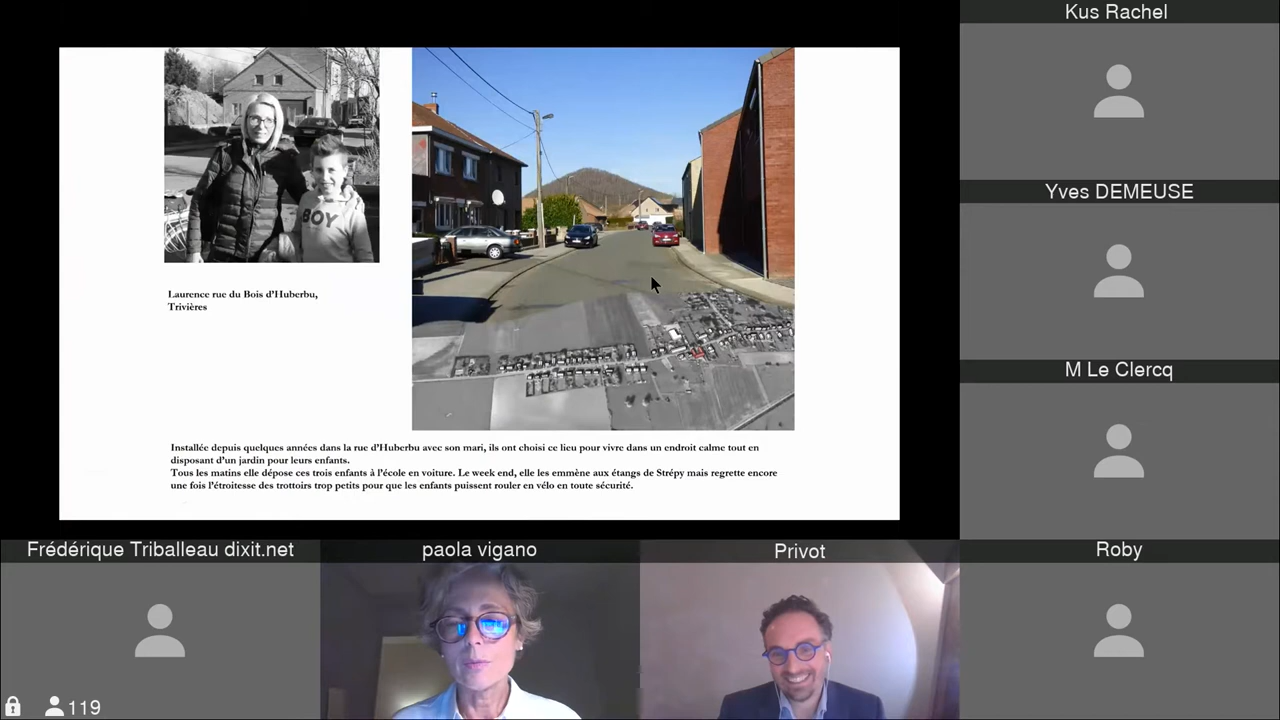 Kus Rachel
BOY
Laurence rue du Bois d'Huberbu,
Trivières
Yves DEMEUSE
M Le Clercq
Installée depuis quelques années dans la rue d'Huberbu avec son mari, ils ont choisi ce lieu pour vivre dans un endroit calme tout en
disposant d'un jardin pour leurs enfants.
Tous les matins elle dépose ces trois enfants à l'école en voiture. Le week end, elle les emmène aux étangs de Strépy mais regrette encore
une fois l'étroitesse des trottoirs trop petits pour que les enfants puissent rouler en vélo en toute sécurité.
Frédérique Triballeau dixit.net
paola vigano
Privot
Roby
119